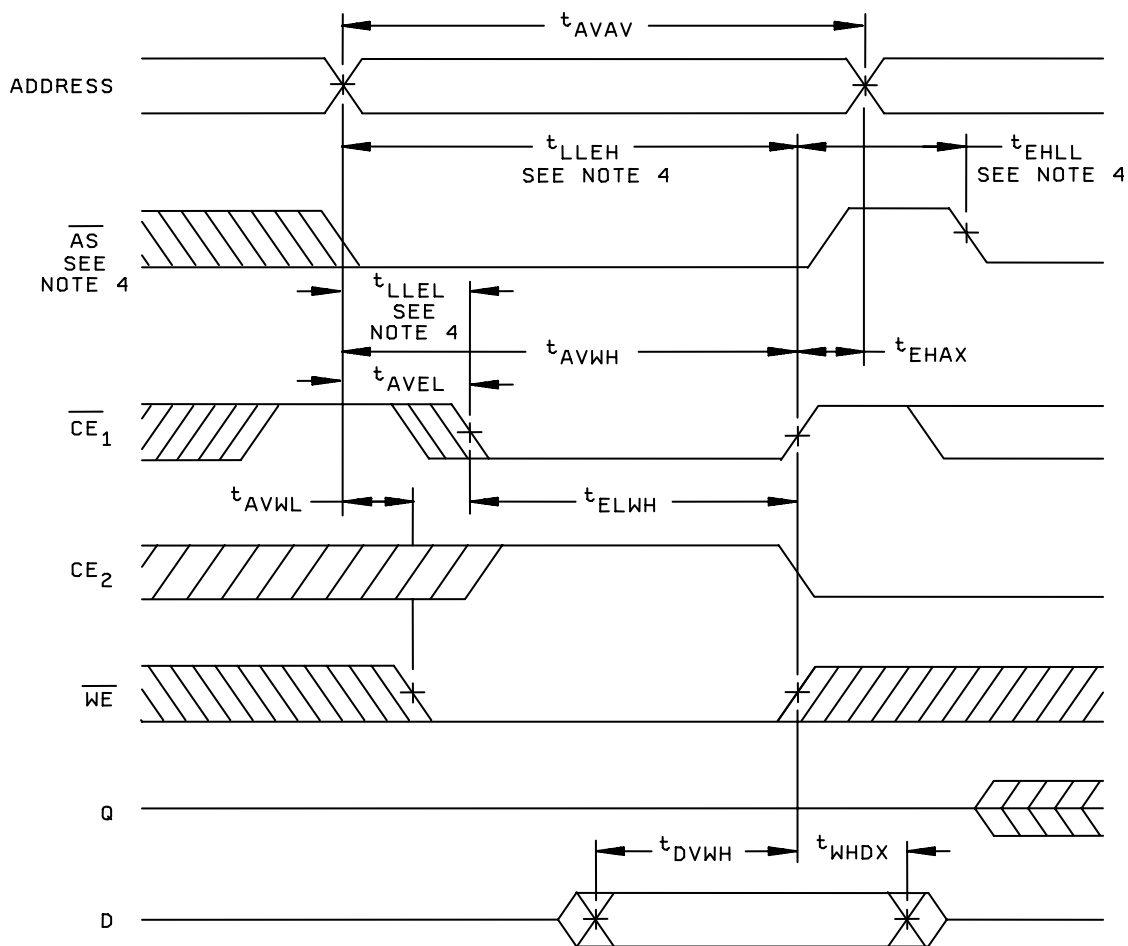 tAVAV
ADDRESS
tLLEH
SEE NOTE 4
tEHLL
SEE NOTE 4
AS
SEE
NOTE 4
tLLEL
SEE
NOTE 4
tAVWH
tEHAX
tAVEL
CE1
tAVWL
tELWH
CE2
WE
Q
tDVWH
tWHDX
D